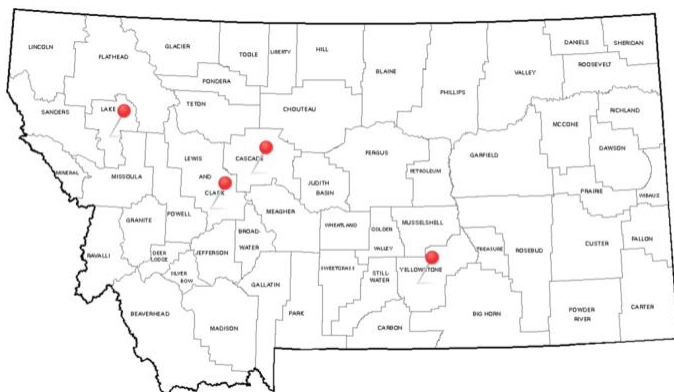 LINCOLN
FLATHEAD
GLACIER
TOOLE
LIBERTY
HILL
BLAINE
PHILLIPS
VALLEY
DANIELS
SHERIDAN
ROOSEVELT
PONDERA
TETON
CHOUTEAU
SANDERS
LAKE
MCCONE
RICHLAND
DAWSON
MINERAL
MISSOULA
LEWIS
AND
CLARK
CASCADE
JUDITH
BASIN
FERGUS
PETROLEUM
GARFIELD
PRAIRIE
WIBAUX
GRANITE
POWELL
MEAGHER
BROAD-
WATER
WHEATLAND
GOLDEN
VALLEY
MUSSELSHELL
TREASURE
ROSEBUD
CUSTER
FALLON
RAVALLI
DEER
LODGE
JEFFERSON
SILVER
BOW
GALLATIN
SWEETGRASS
STILL-
WATER
YELLOWSTONE
BEAVERHEAD
MADISON
PARK
CARBON
BIG HORN
POWDER
RIVER
CARTER